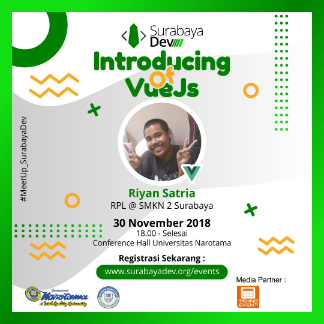 Surabaya
Dev
Introducing
Of
VueJs
#MeetUp_SurabayaDev
Riyan Satria
RPL @ SMKN 2 Surabaya
30 November 2018
18.00 - Selesai
Conference Hall Universitas Narotama
Registrasi Sekarang :
www.surabayadev.org/events
Media Partner :
Narotama